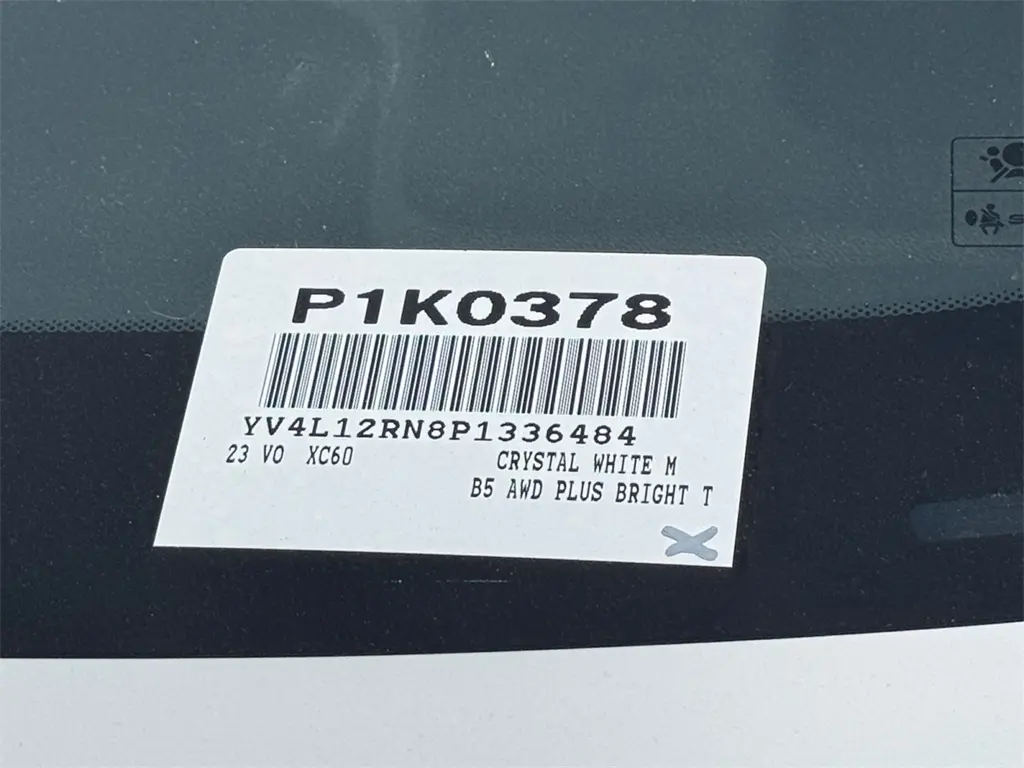 P1K0378
YV4L12RN8P1336484
23 VO XC60
CRYSTAL WHITE M
B5 AWD PLUS BRIGHT T